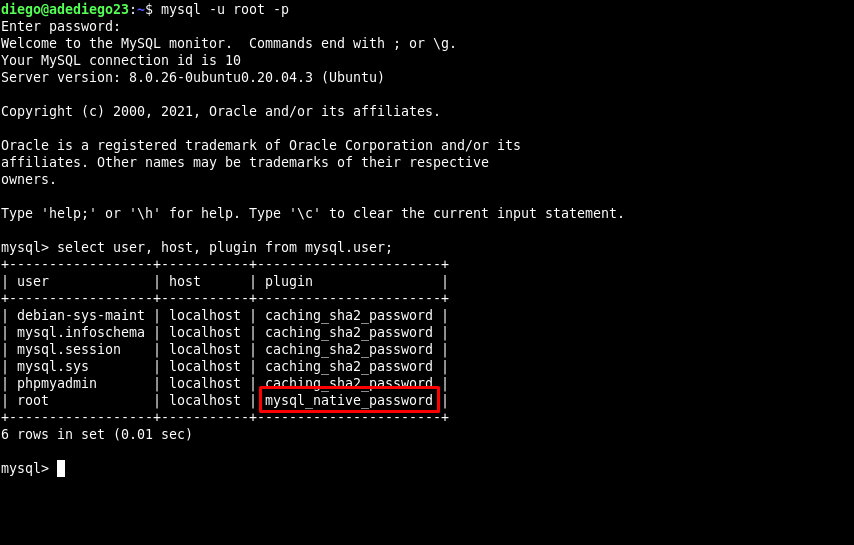 diego@adediego23:~$ mysql -u root -p
Enter password:
Welcome to the MySQL monitor.  Commands end with ; or \g.
Your MySQL connection id is 10
Server version: 8.0.26-0ubuntu0.20.04.3 (Ubuntu)
Copyright (c) 2000, 2021, Oracle and/or its affiliates.
Oracle is a registered trademark of Oracle Corporation and/or its
affiliates. Other names may be trademarks of their respective
owners.
Type 'help;' or '\h' for help. Type '\c' to clear the current input statement.
mysql> select user, host, plugin from mysql.user;
+------------------+-----------+-----------------------+
| user             | host      | plugin                |
+------------------+-----------+-----------------------+
| debian-sys-maint | localhost | caching_sha2_password |
| mysql.infoschema | localhost | caching_sha2_password |
| mysql.session    | localhost | caching_sha2_password |
| mysql.sys        | localhost | caching_sha2_password |
| phpmyadmin       | localhost | caching_sha2_password |
| root             | localhost | mysql_native_password |
+------------------+-----------+-----------------------+
6 rows in set (0.01 sec)
mysql>